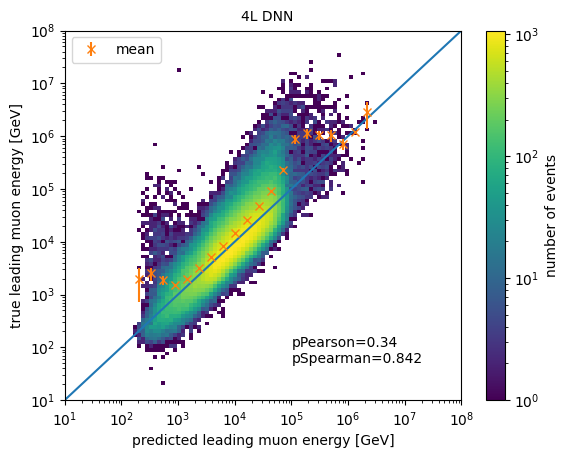 4L DNN
mean
true leading muon energy [GeV]
10^8
10^7
10^6
10^5
10^4
10^3
10^2
10^1
pPearson=0.34
pSpearman=0.842
10^1 10^2 10^3 10^4 10^5 10^6 10^7 10^8
predicted leading muon energy [GeV]
10^3
10^2
10^1
10^0
number of events